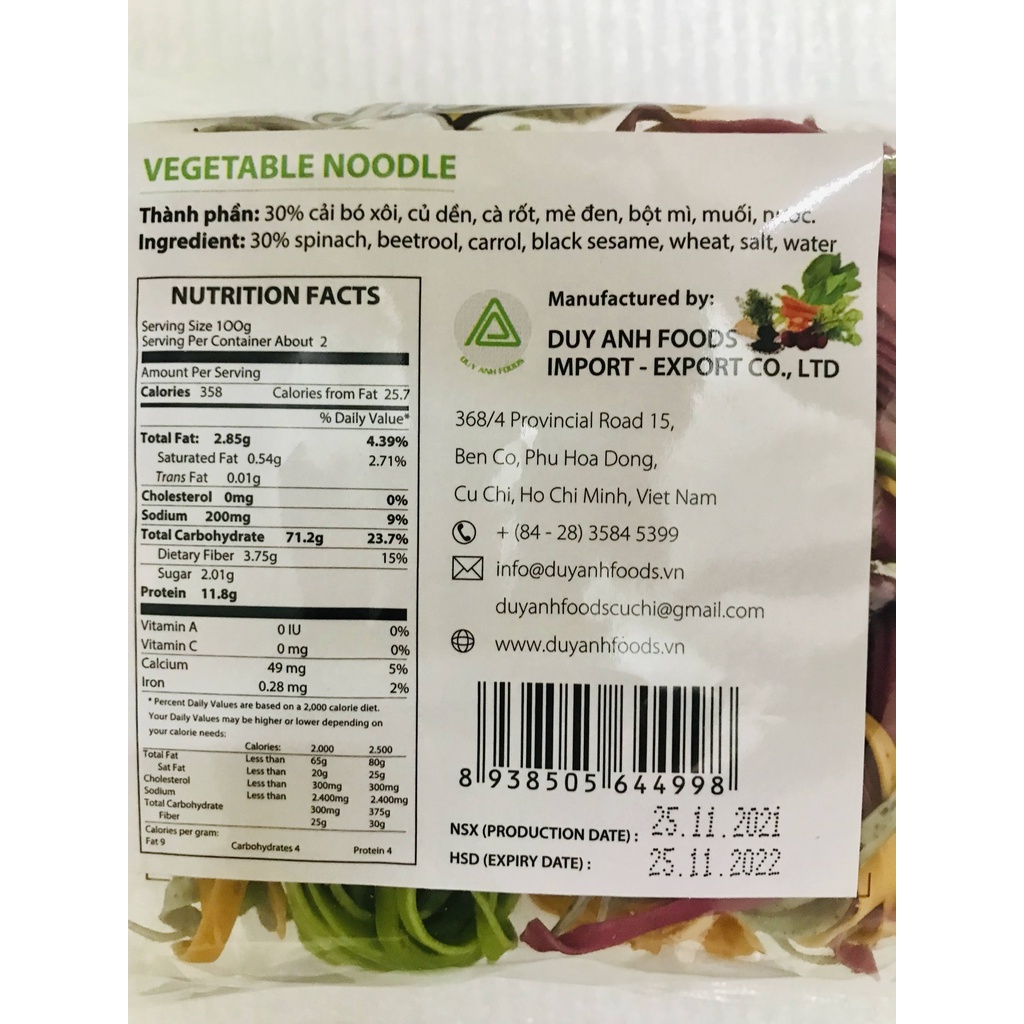 VEGETABLE NOODLE
Thành phần: 30% cải bó xôi, củ dền, cà rốt, mè đen, bột mì, muối, nước.
Ingredient: 30% spinach, beetrool, carrol, black sesame, wheat, salt, water
NUTRITION FACTS
Serving Size 100g
Serving Per Container About 2
Amount Per Serving
Calories 358 Calories from Fat 25.7
% Daily Value*
Total Fat: 2.85g 4.39%
Saturated Fat 0.54g 2.71%
Trans Fat 0.01g
Cholesterol 0mg 0%
Sodium 200mg 9%
Total Carbohydrate 71.2g 23.7%
Dietary Fiber 3.75g 15%
Sugar 2.01g
Protein 11.8g
Vitamin A 0 IU 0%
Vitamin C 0 mg 0%
Calcium 49 mg 5%
Iron 0.28 mg 2%
* Percent Daily Values are based on a 2,000 calorie diet.
Your Daily Values may be higher or lower depending on
your calorie needs:
Calories: 2.000 2.500
Total Fat Less than 65g 80g
Sat Fat Less than 20g 25g
Cholesterol Less than 300mg 300mg
Sodium Less than 2.400mg 2.400mg
Total Carbohydrate 300mg 375g
Fiber 25g 30g
Calories per gram:
Fat 9 Carbohydrates 4 Protein 4
DUY ANH FOODS
Manufactured by:
DUY ANH FOODS
IMPORT - EXPORT CO., LTD
368/4 Provincial Road 15,
Ben Co, Phu Hoa Dong,
Cu Chi, Ho Chi Minh, Viet Nam
+ (84 - 28) 3584 5399
info@duyanhfoods.vn
duyanhfoodscuchi@gmail.com
www.duyanhfoods.vn
8 938505 644998
NSX (PRODUCTION DATE) : 25.11.2021
HSD (EXPIRY DATE) : 25.11.2022